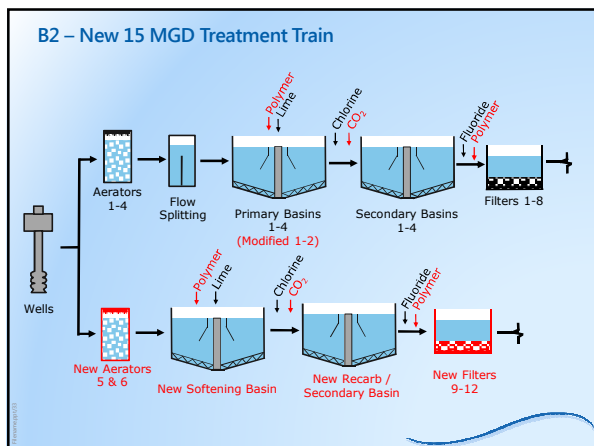 B2 – New 15 MGD Treatment Train
Polymer
Lime
Chlorine
CO2
Fluoride
Polymer
Aerators
1-4
Flow
Splitting
Primary Basins
1-4
(Modified 1-2)
Secondary Basins
1-4
Filters 1-8
Wells
Polymer
Lime
Chlorine
CO2
Fluoride
Polymer
New Aerators
5 & 6
New Softening Basin
New Recarb /
Secondary Basin
New Filters
9-12